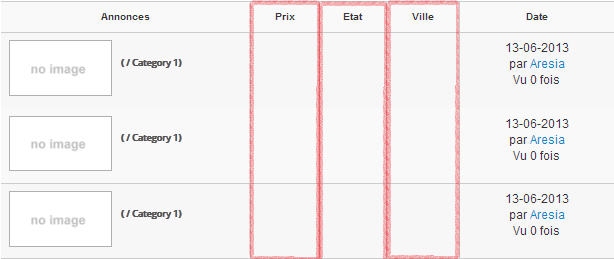 Annonces Prix Etat Ville Date
no image
( / Category 1)
13-06-2013
par Aresia
Vu 0 fois
no image
( / Category 1)
13-06-2013
par Aresia
Vu 0 fois
no image
( / Category 1)
13-06-2013
par Aresia
Vu 0 fois